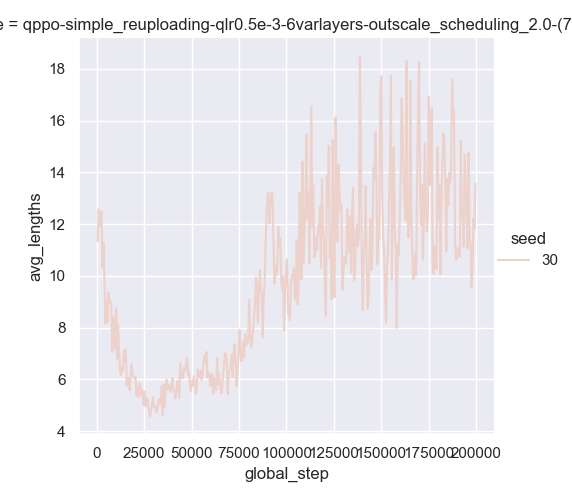 e = qppo-simple_reuploading-qlr0.5e-3-6varlayers-outscale_scheduling_2.0-(7
18
16
14
12
10
8
6
4
avg_lengths
0 25000 50000 75000 100000 125000 150000 175000 200000
global_step
seed
30